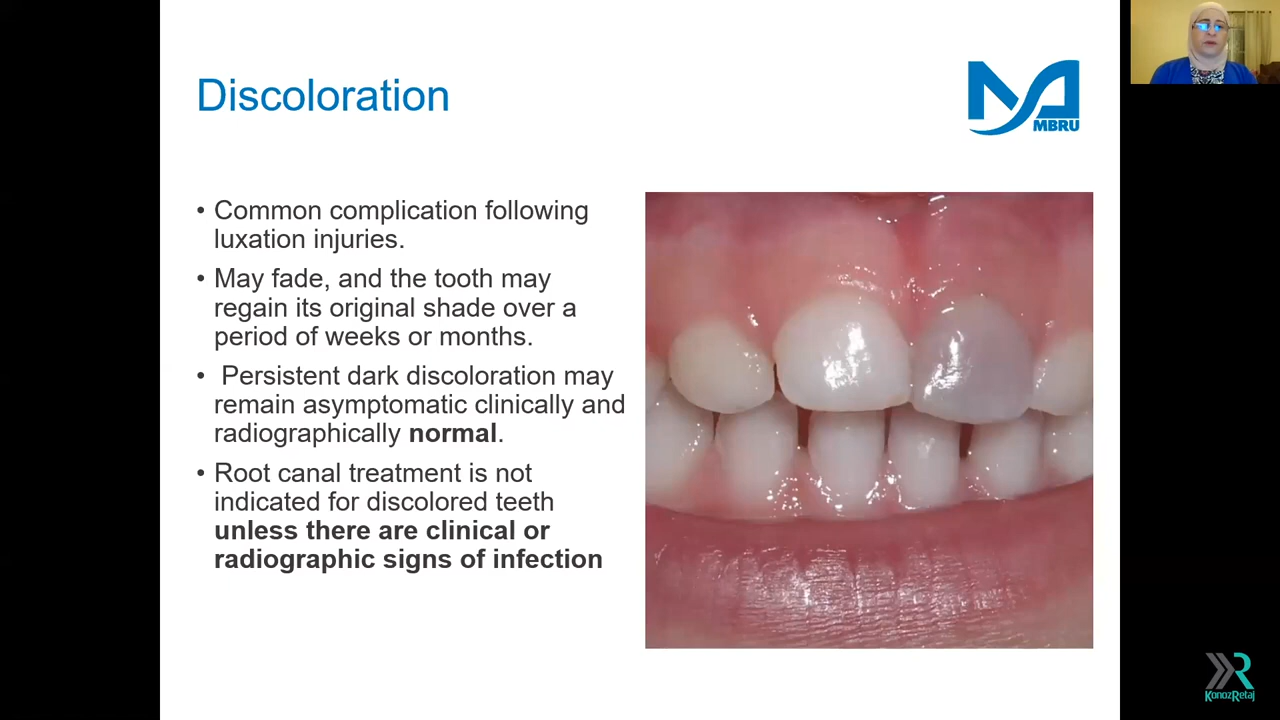 Discoloration
MBRU
• Common complication following
luxation injuries.
• May fade, and the tooth may
regain its original shade over a
period of weeks or months.
• Persistent dark discoloration may
remain asymptomatic clinically and
radiographically normal.
• Root canal treatment is not
indicated for discolored teeth
unless there are clinical or
radiographic signs of infection
KonozRetaj